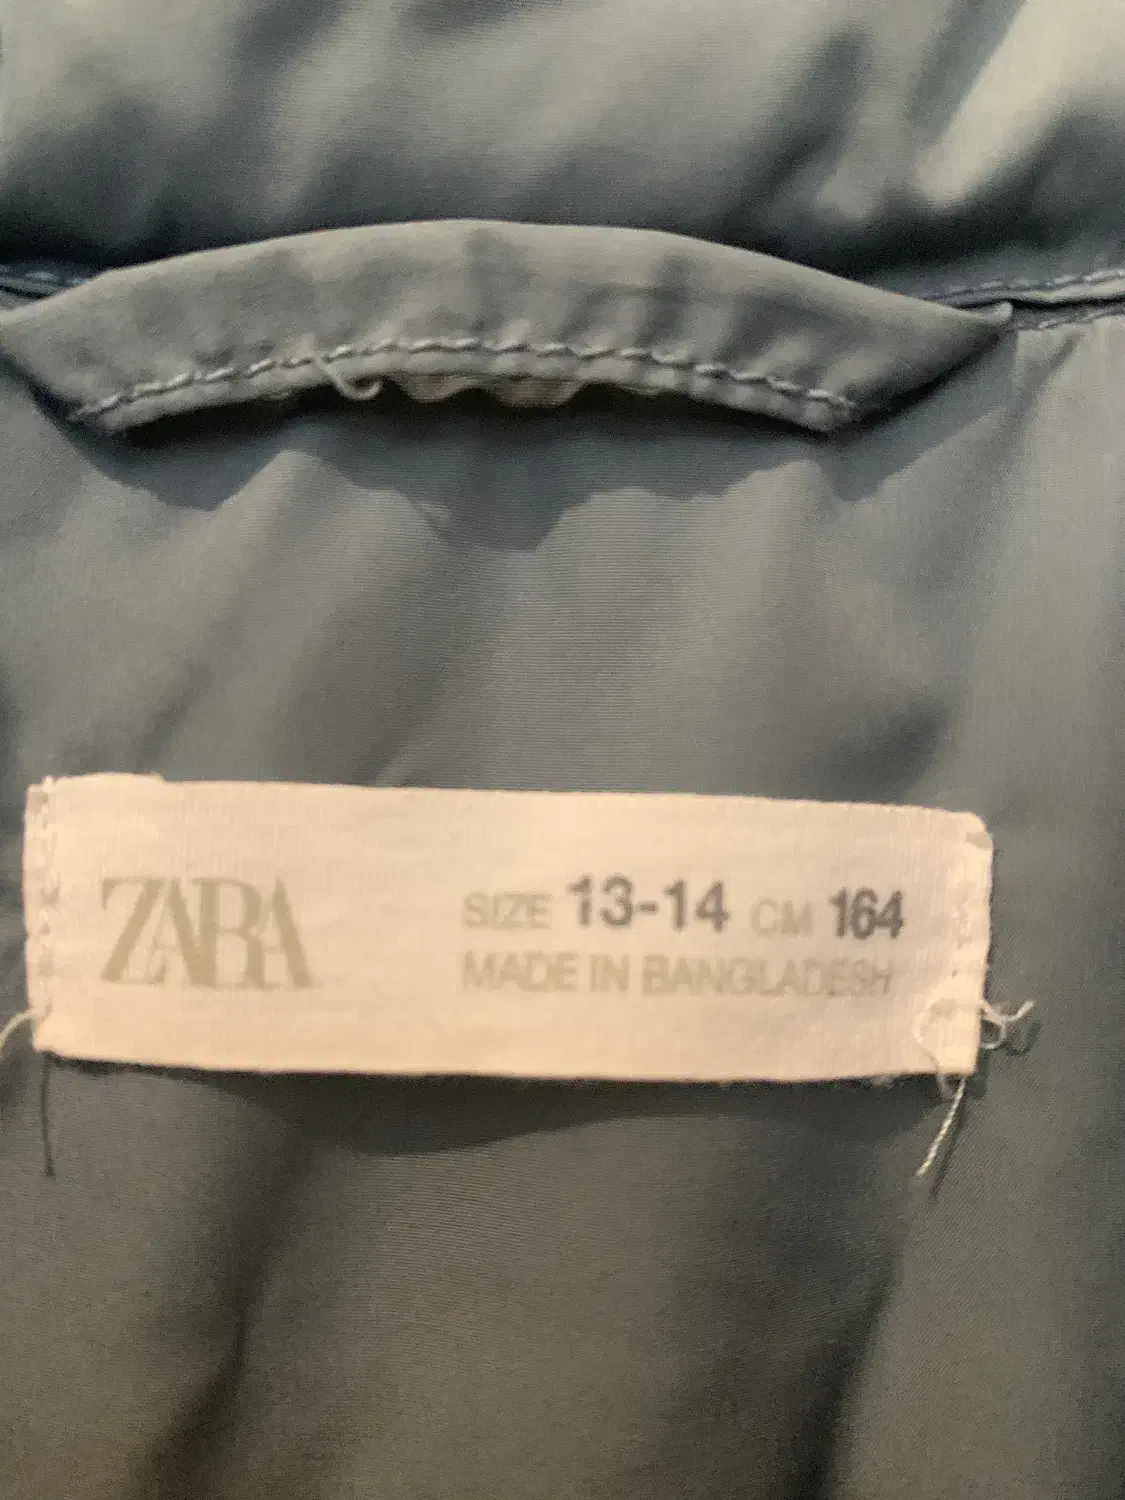 ZARA
SIZE 13-14 CM 164
MADE IN BANGLADESH